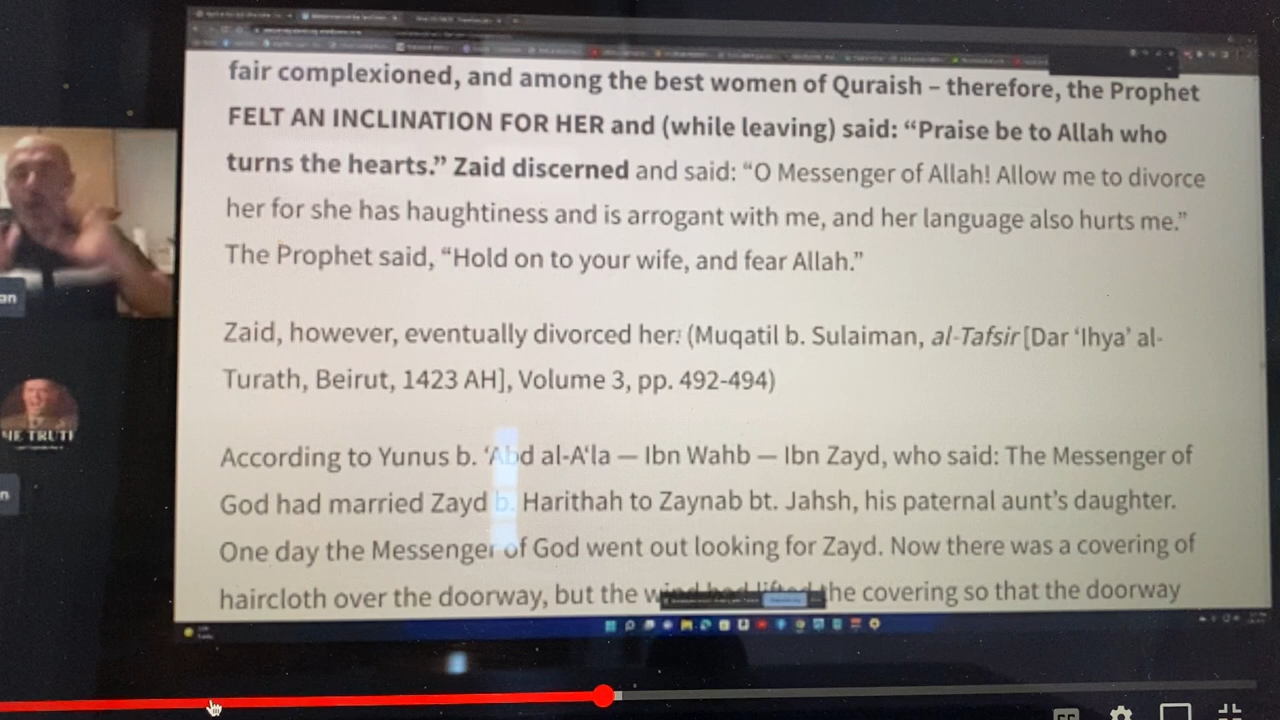 fair complexioned, and among the best women of Quraish – therefore, the Prophet
FELT AN INCLINATION FOR HER and (while leaving) said: “Praise be to Allah who
turns the hearts.” Zaid discerned and said: “O Messenger of Allah! Allow me to divorce
her for she has haughtiness and is arrogant with me, and her language also hurts me.”
The Prophet said, “Hold on to your wife, and fear Allah.”
Zaid, however, eventually divorced her: (Muqatil b. Sulaiman, al-Tafsir [Dar ‘Ihya’ al-
Turath, Beirut, 1423 AH], Volume 3, pp. 492-494)
According to Yunus b. ‘Abd al-A‘la — Ibn Wahb — Ibn Zayd, who said: The Messenger of
God had married Zayd b. Harithah to Zaynab bt. Jahsh, his paternal aunt’s daughter.
One day the Messenger of God went out looking for Zayd. Now there was a covering of
haircloth over the doorway, but the wind had lifted the covering so that the doorway
an
HE TRUTH
n
CC